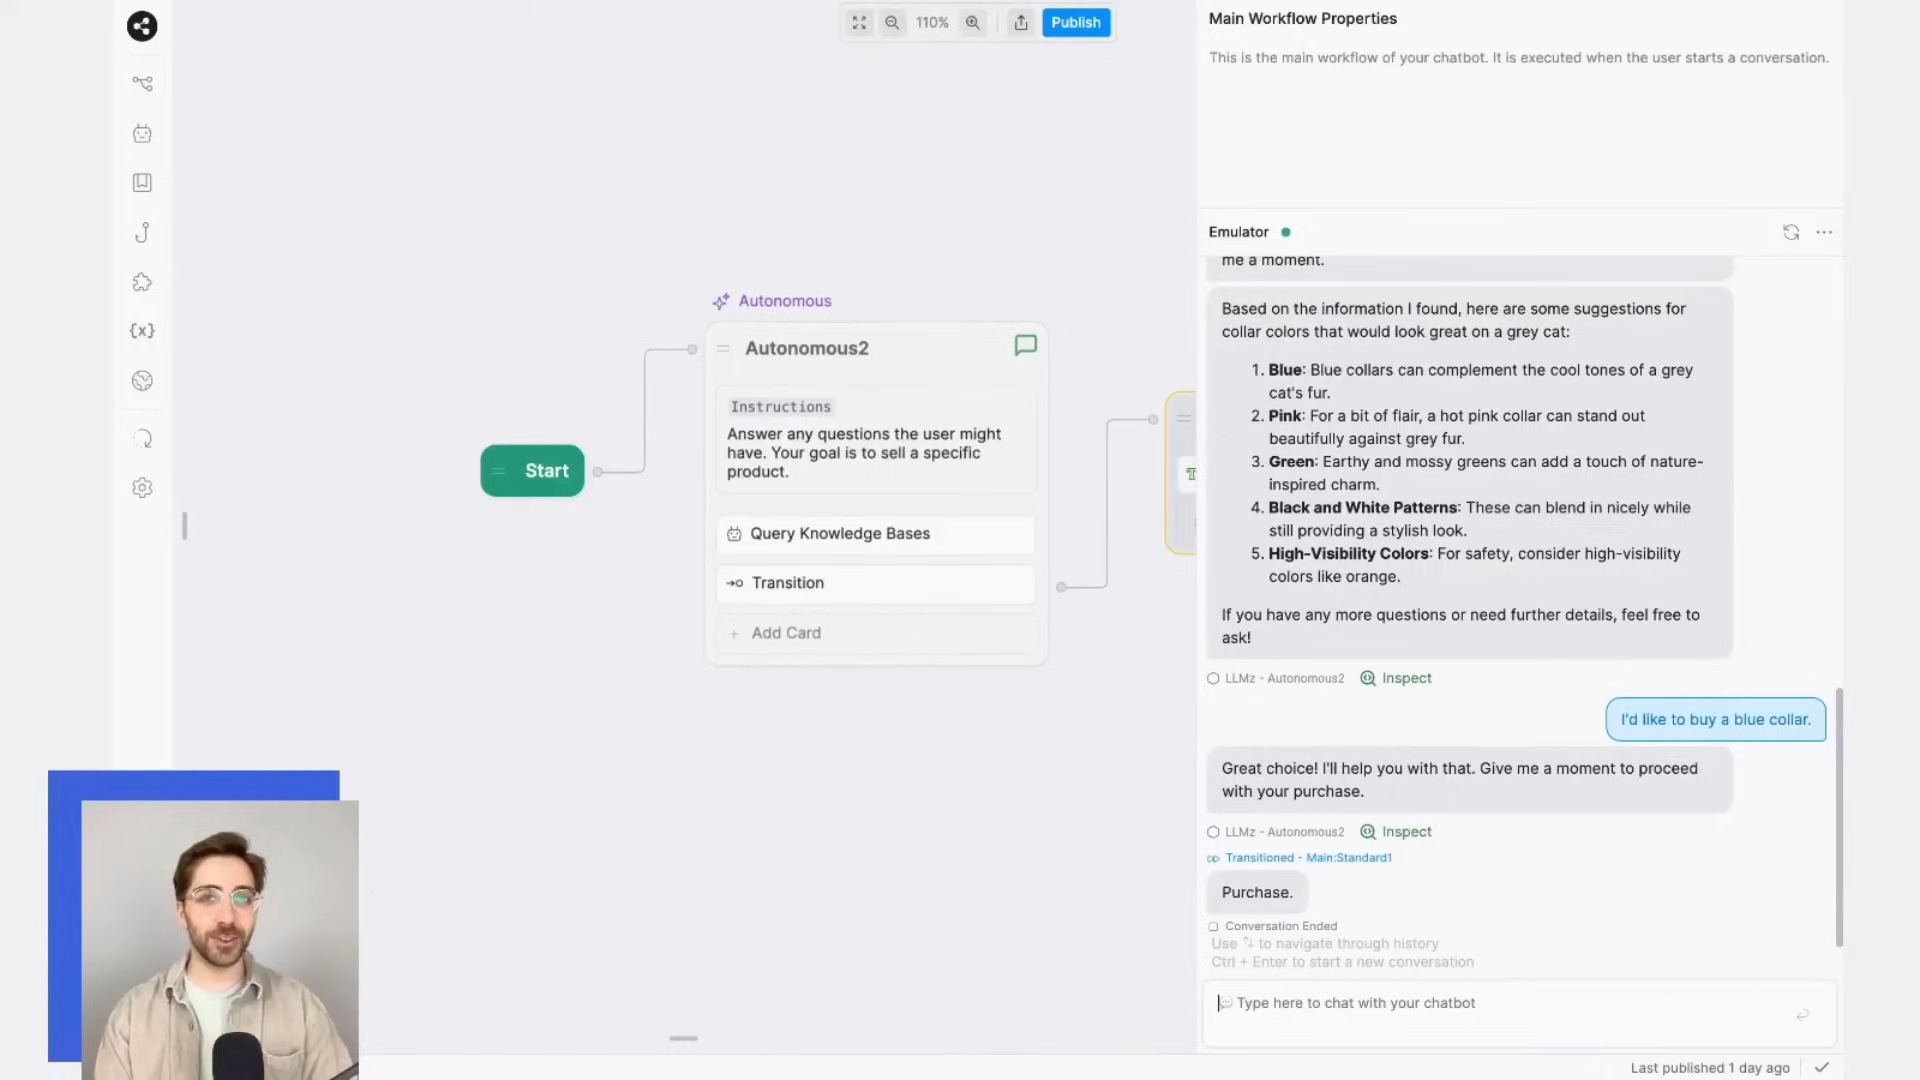 110%
Publish
Main Workflow Properties
This is the main workflow of your chatbot. It is executed when the user starts a conversation.
Autonomous
Autonomous2
Instructions
Answer any questions the user might
have. Your goal is to sell a specific
product.
Start
Query Knowledge Bases
Transition
+ Add Card
{x}
Emulator
me a moment.
Based on the information I found, here are some suggestions for
collar colors that would look great on a grey cat:
1. Blue: Blue collars can complement the cool tones of a grey
cat's fur.
2. Pink: For a bit of flair, a hot pink collar can stand out
beautifully against grey fur.
3. Green: Earthy and mossy greens can add a touch of nature-
inspired charm.
4. Black and White Patterns: These can blend in nicely while
still providing a stylish look.
5. High-Visibility Colors: For safety, consider high-visibility
colors like orange.
If you have any more questions or need further details, feel free to
ask!
LLMz - Autonomous2 Inspect
I'd like to buy a blue collar.
Great choice! I'll help you with that. Give me a moment to proceed
with your purchase.
LLMz - Autonomous2 Inspect
Transitioned - Main:Standard1
Purchase.
Conversation Ended
Use ↑↓ to navigate through history
Ctrl + Enter to start a new conversation
Type here to chat with your chatbot
Last published 1 day ago